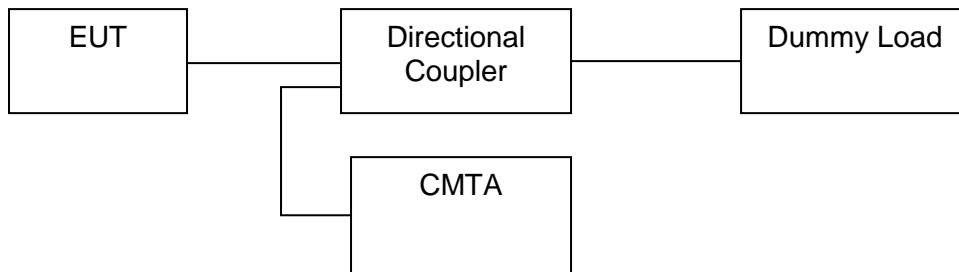 EUT
Directional
Coupler
Dummy Load
CMTA